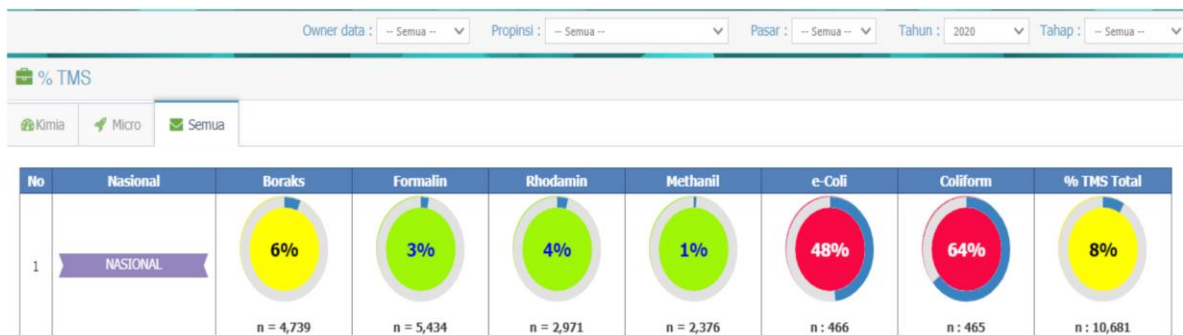 Owner data : -- Semua -- Propinsi : -- Semua -- Pasar : -- Semua -- Tahun : 2020 Tahap : -- Semua --
% TMS
Kimia Micro Semua
No Nasional Boraks Formalin Rhodamin Methanil e-Coli Coliform % TMS Total
1 NASIONAL 6% 3% 4% 1% 48% 64% 8%
n = 4,739 n = 5,434 n = 2,971 n = 2,376 n : 466 n : 465 n : 10,681